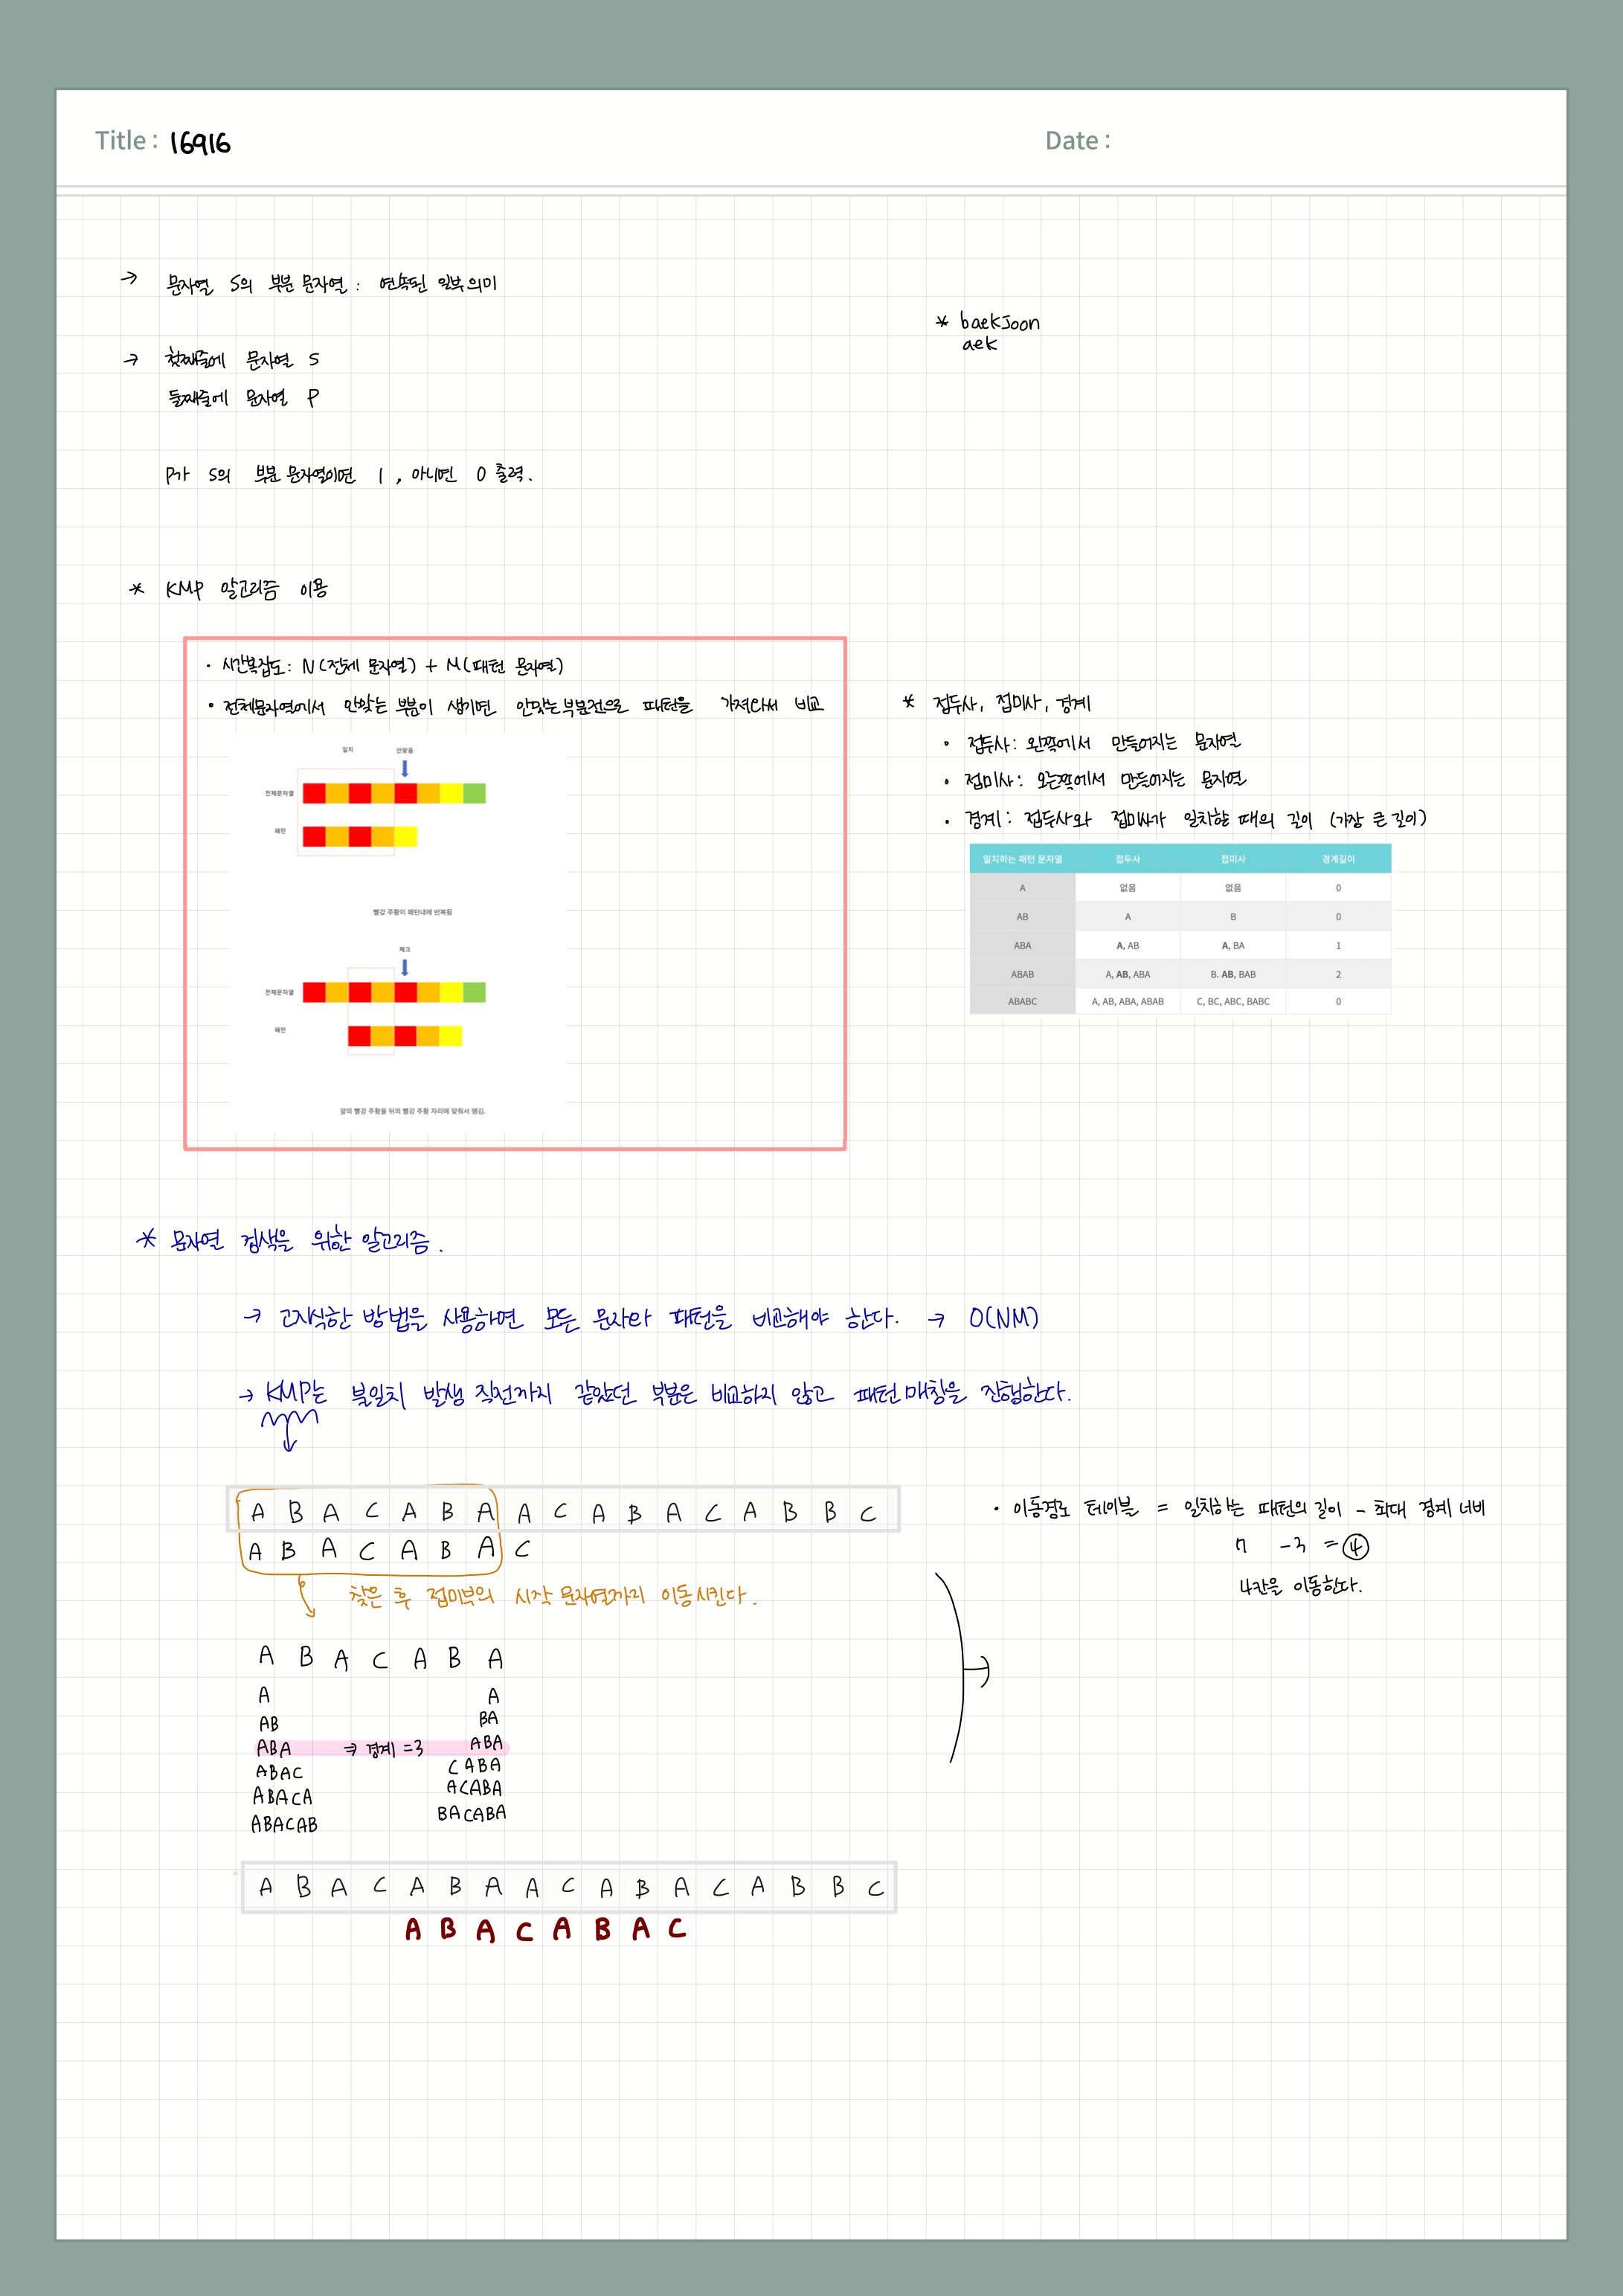 Title : 16916
Date :
→ 문자열 S의 부분 문자열 : 연속된 일부 의미
* baekJoon
aek
→ 첫째줄에 문자열 S
둘째줄에 문자열 P
P가 S의 부분 문자열이면 1 , 아니면 0 출력.
* KMP 알고리즘 이용
• 시간복잡도 : N (전체 문자열) + M (패턴 문자열)
• 전체문자열에서 안맞는 부분이 생기면 안맞는부분전으로 패턴을 가져와서 비교
일치 안맞음
전체문자열
패턴
빨강 주황이 패턴내에 반복됨
체크
전체문자열
패턴
앞의 빨강 주황을 뒤의 빨강 주황 자리에 맞춰서 땡김.
* 접두사, 접미사, 경계
• 접두사 : 왼쪽에서 만들어지는 문자열
• 접미사 : 오른쪽에서 만들어지는 문자열
• 경계 : 접두사와 접미사가 일치할 때의 길이 (가장 큰 길이)
일치하는 패턴 문자열 접두사 접미사 경계길이
A 없음 없음 0
AB A B 0
ABA A, AB A, BA 1
ABAB A, AB, ABA B. AB, BAB 2
ABABC A, AB, ABA, ABAB C, BC, ABC, BABC 0
* 문자열 검색을 위한 알고리즘 .
→ 고지식한 방법을 사용하면 모든 문자와 패턴을 비교해야 한다. → O(NM)
→ KMP는 불일치 발생 직전까지 같았던 부분은 비교하지 않고 패턴매칭을 진행한다.
A B A C A B A A C A B A C A B B C
A B A C A B A C
찾은 후 접미부의 시작 문자열까지 이동시킨다 .
• 이동경로 테이블 = 일치하는 패턴의 길이 - 최대 경계 너비
7 - 3 = 4
4칸을 이동한다.
A B A C A B A
A A
AB BA
ABA ⇒ 경계 = 3 ABA
ABAC CABA
ABACA ACABA
ABACAB BACABA
A B A C A B A A C A B A C A B B C
A B A C A B A C